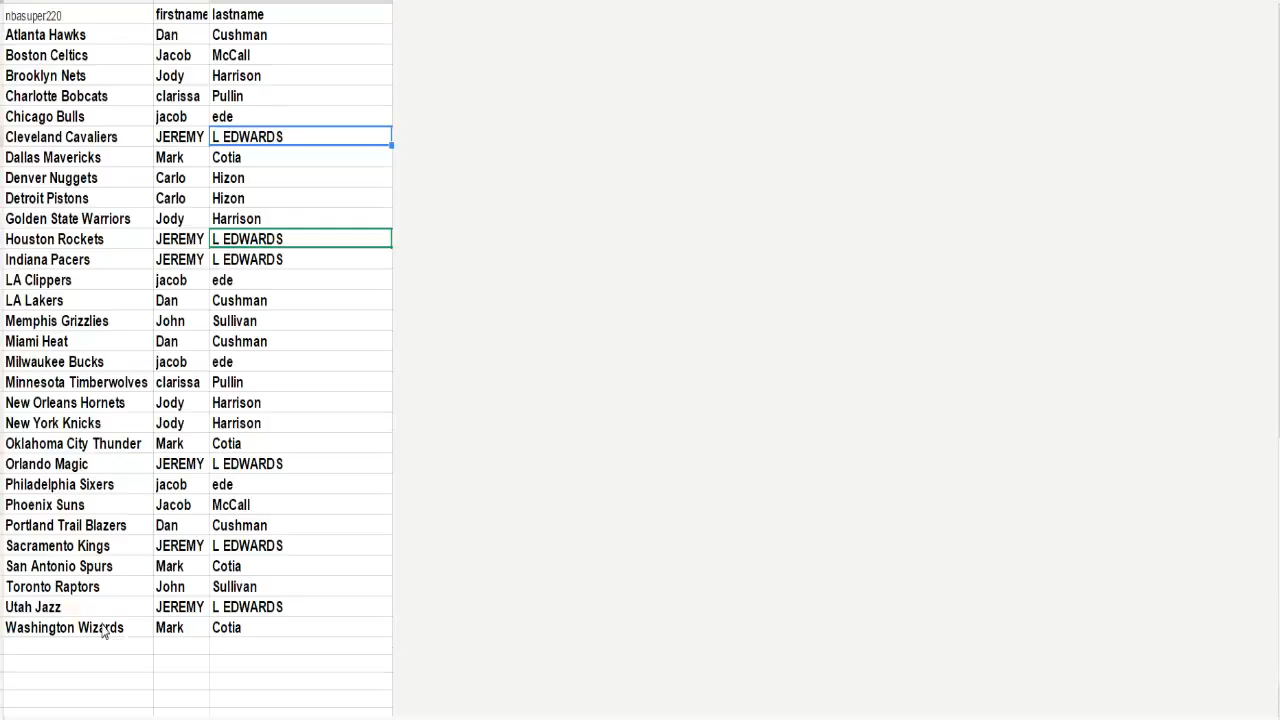 nbasuper220 firstname lastname
Atlanta Hawks Dan Cushman
Boston Celtics Jacob McCall
Brooklyn Nets Jody Harrison
Charlotte Bobcats clarissa Pullin
Chicago Bulls jacob ede
Cleveland Cavaliers JEREMY L EDWARDS
Dallas Mavericks Mark Cotia
Denver Nuggets Carlo Hizon
Detroit Pistons Carlo Hizon
Golden State Warriors Jody Harrison
Houston Rockets JEREMY L EDWARDS
Indiana Pacers JEREMY L EDWARDS
LA Clippers jacob ede
LA Lakers Dan Cushman
Memphis Grizzlies John Sullivan
Miami Heat Dan Cushman
Milwaukee Bucks jacob ede
Minnesota Timberwolves clarissa Pullin
New Orleans Hornets Jody Harrison
New York Knicks Jody Harrison
Oklahoma City Thunder Mark Cotia
Orlando Magic JEREMY L EDWARDS
Philadelphia Sixers jacob ede
Phoenix Suns Jacob McCall
Portland Trail Blazers Dan Cushman
Sacramento Kings JEREMY L EDWARDS
San Antonio Spurs Mark Cotia
Toronto Raptors John Sullivan
Utah Jazz JEREMY L EDWARDS
Washington Wizards Mark Cotia